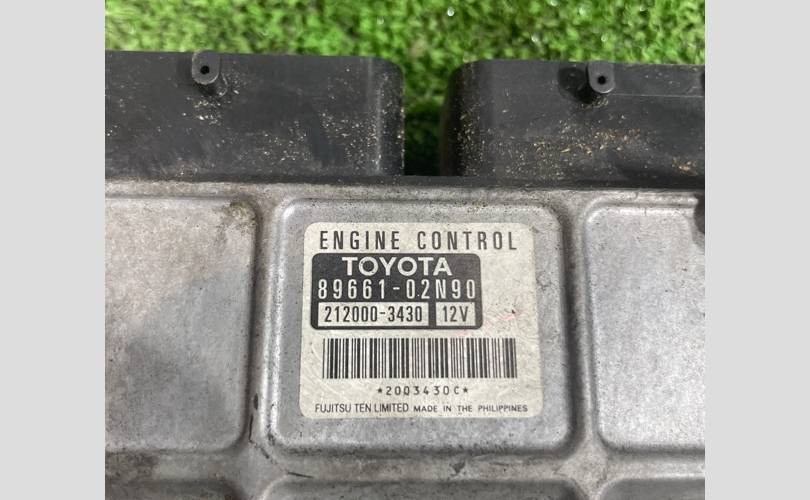 ENGINE CONTROL
TOYOTA
89661-02N90
212000-3430 12V
*2003430C*
FUJITSU TEN LIMITED MADE IN THE PHILIPPINES